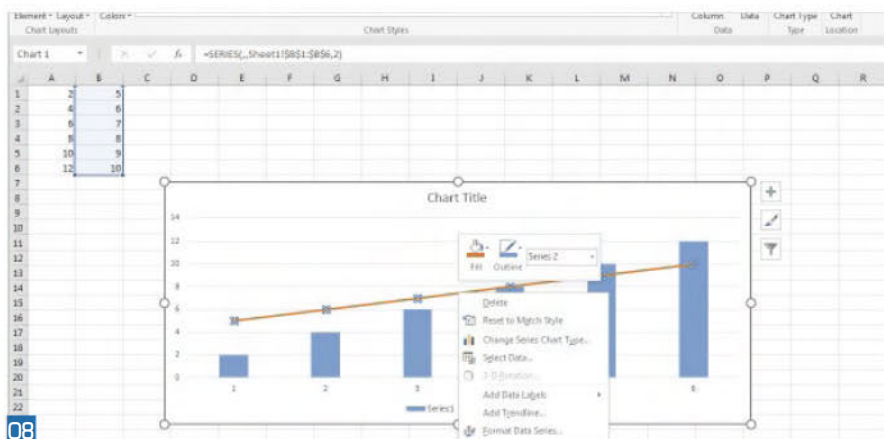 Element Layout Colors
Chart Layouts Chart Styles
Column Data Chart Type Chart
Data Type Location
Chart 1 fx =SERIES(,,Sheet1!$B$1:$B$6,2)
A B C D E F G H I J K L M N O P Q R
1 2 5
2 4 6
3 6 7
4 8 8
5 10 9
6 12 10
7
8
9
10
11
12
13
14
15
16
17
18
19
20
21
22
Chart Title
14
12
10
8
6
4
2
0
1 2 3 6
Series1
Fill Outline Series 2
Delete
Reset to Match Style
Change Series Chart Type...
Select Data...
3-D Rotation...
Add Data Labels
Add Trendline...
Format Data Series...
08